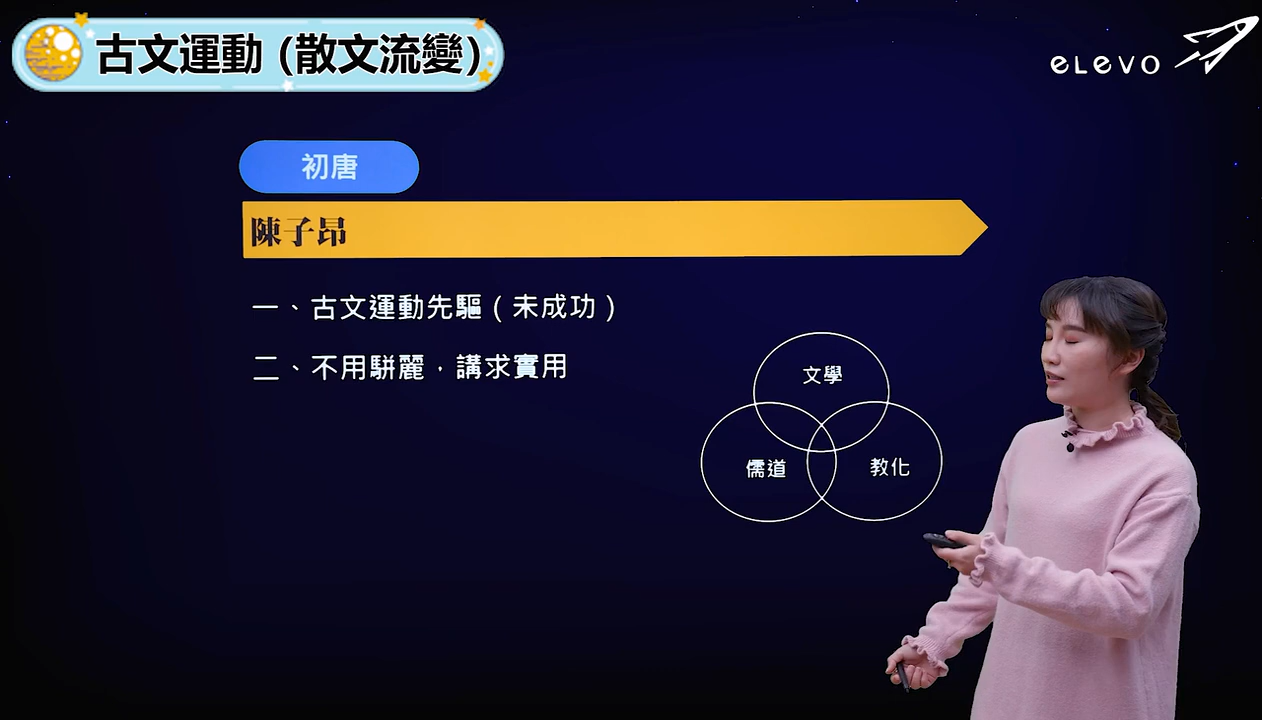 古文運動 (散文流變)
eLevo
初唐
陳子昂
一、古文運動先驅(未成功)
二、不用駢麗，講求實用
文學
儒道
教化